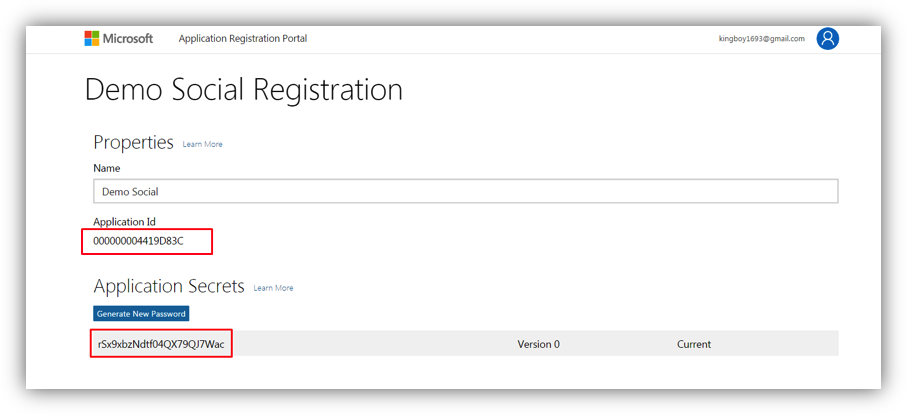 Microsoft Application Registration Portal kingboy1693@gmail.com
Demo Social Registration
Properties Learn More
Name
Demo Social
Application Id
000000004419D83C
Application Secrets Learn More
Generate New Password
rSx9xbzNdtf04QX79QJ7Wac Version 0 Current